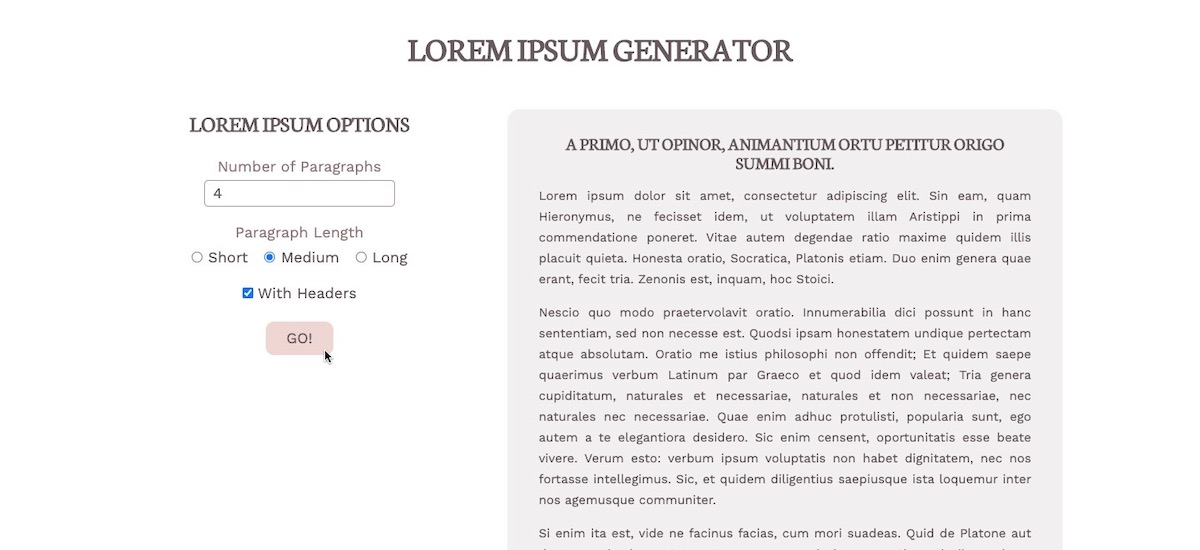 LOREM IPSUM GENERATOR
LOREM IPSUM OPTIONS
Number of Paragraphs
4
Paragraph Length
Short Medium Long
With Headers
GO!
A PRIMO, UT OPINOR, ANIMANTIUM ORTU PETITUR ORIGO
SUMMI BONI.
Lorem ipsum dolor sit amet, consectetur adipiscing elit. Sin eam, quam
Hieronymus, ne fecisset idem, ut voluptatem illam Aristippi in prima
commendatione poneret. Vitae autem degendae ratio maxime quidem illis
placuit quieta. Honesta oratio, Socratica, Platonis etiam. Duo enim genera quae
erant, fecit tria. Zenonis est, inquam, hoc Stoici.
Nescio quo modo praetervolavit oratio. Innumerabilia dici possunt in hanc
sententiam, sed non necesse est. Quodsi ipsam honestatem undique pertectam
atque absolutam. Oratio me istius philosophi non offendit; Et quidem saepe
quaerimus verbum Latinum par Graeco et quod idem valeat; Tria genera
cupiditatum, naturales et necessariae, naturales et non necessariae, nec
naturales nec necessariae. Quae enim adhuc protulisti, popularia sunt, ego
autem a te elegantiora desidero. Sic enim censent, oportunitatis esse beate
vivere. Verum esto: verbum ipsum voluptatis non habet dignitatem, nec nos
fortasse intellegimus. Sic, et quidem diligentius saepiusque ista loquemur inter
nos agemusque communiter.
Si enim ita est, vide ne facinus facias, cum mori suadeas. Quid de Platone aut